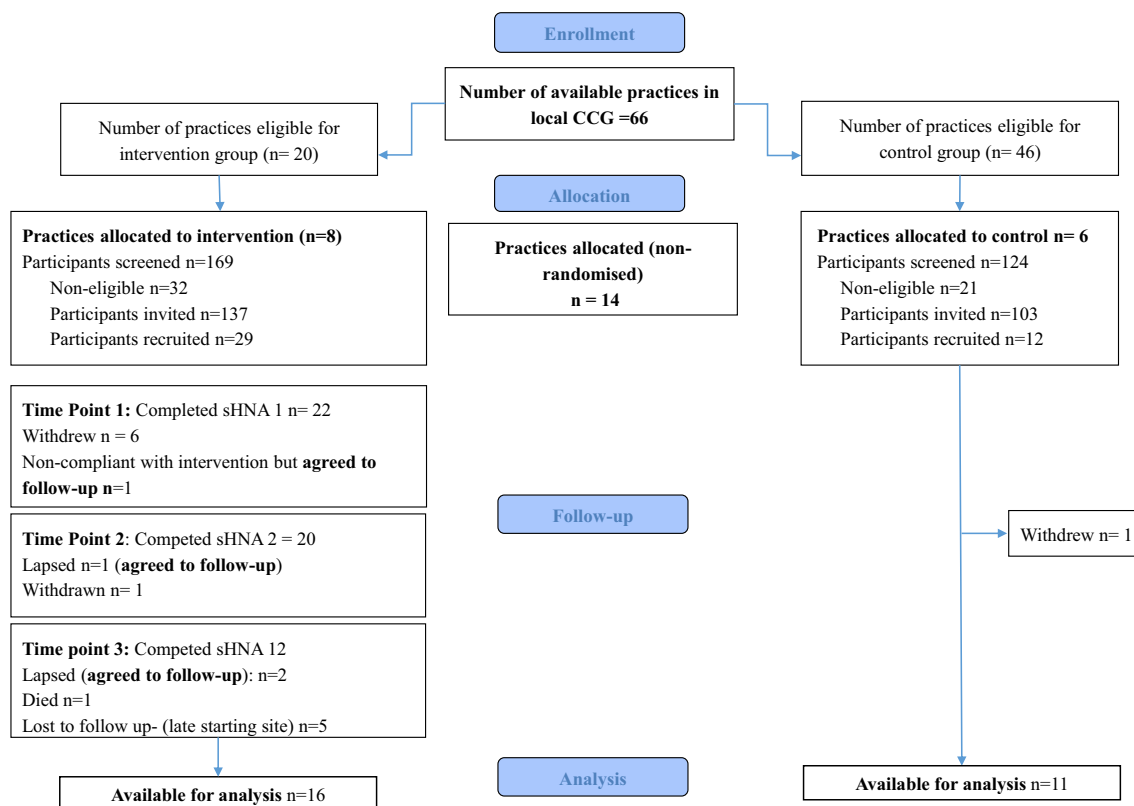 Enrollment
Number of available practices in
local CCG =66
Number of practices eligible for
intervention group (n= 20)
Number of practices eligible for
control group (n= 46)
Allocation
Practices allocated (non-
randomised)
n = 14
Practices allocated to intervention (n=8)
Participants screened n=169
Non-eligible n=32
Participants invited n=137
Participants recruited n=29
Practices allocated to control n= 6
Participants screened n=124
Non-eligible n=21
Participants invited n=103
Participants recruited n=12
Time Point 1: Completed sHNA 1 n= 22
Withdrew n = 6
Non-compliant with intervention but agreed to
follow-up n=1
Follow-up
Time Point 2: Competed sHNA 2 = 20
Lapsed n=1 (agreed to follow-up)
Withdrawn n= 1
Withdrew n= 1
Time point 3: Competed sHNA 12
Lapsed (agreed to follow-up): n=2
Died n=1
Lost to follow up- (late starting site) n=5
Analysis
Available for analysis n=16
Available for analysis n=11